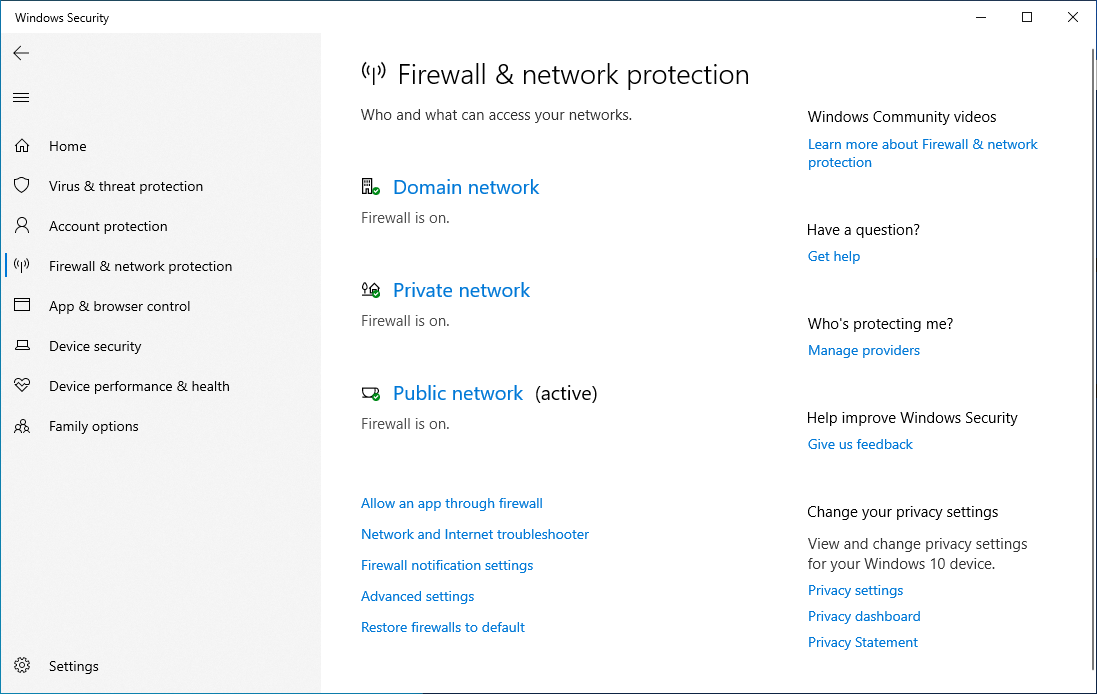 Windows Security
Home
Virus & threat protection
Account protection
Firewall & network protection
App & browser control
Device security
Device performance & health
Family options
Settings
Firewall & network protection
Who and what can access your networks.
Domain network
Firewall is on.
Private network
Firewall is on.
Public network (active)
Firewall is on.
Allow an app through firewall
Network and Internet troubleshooter
Firewall notification settings
Advanced settings
Restore firewalls to default
Windows Community videos
Learn more about Firewall & network
protection
Have a question?
Get help
Who's protecting me?
Manage providers
Help improve Windows Security
Give us feedback
Change your privacy settings
View and change privacy settings
for your Windows 10 device.
Privacy settings
Privacy dashboard
Privacy Statement